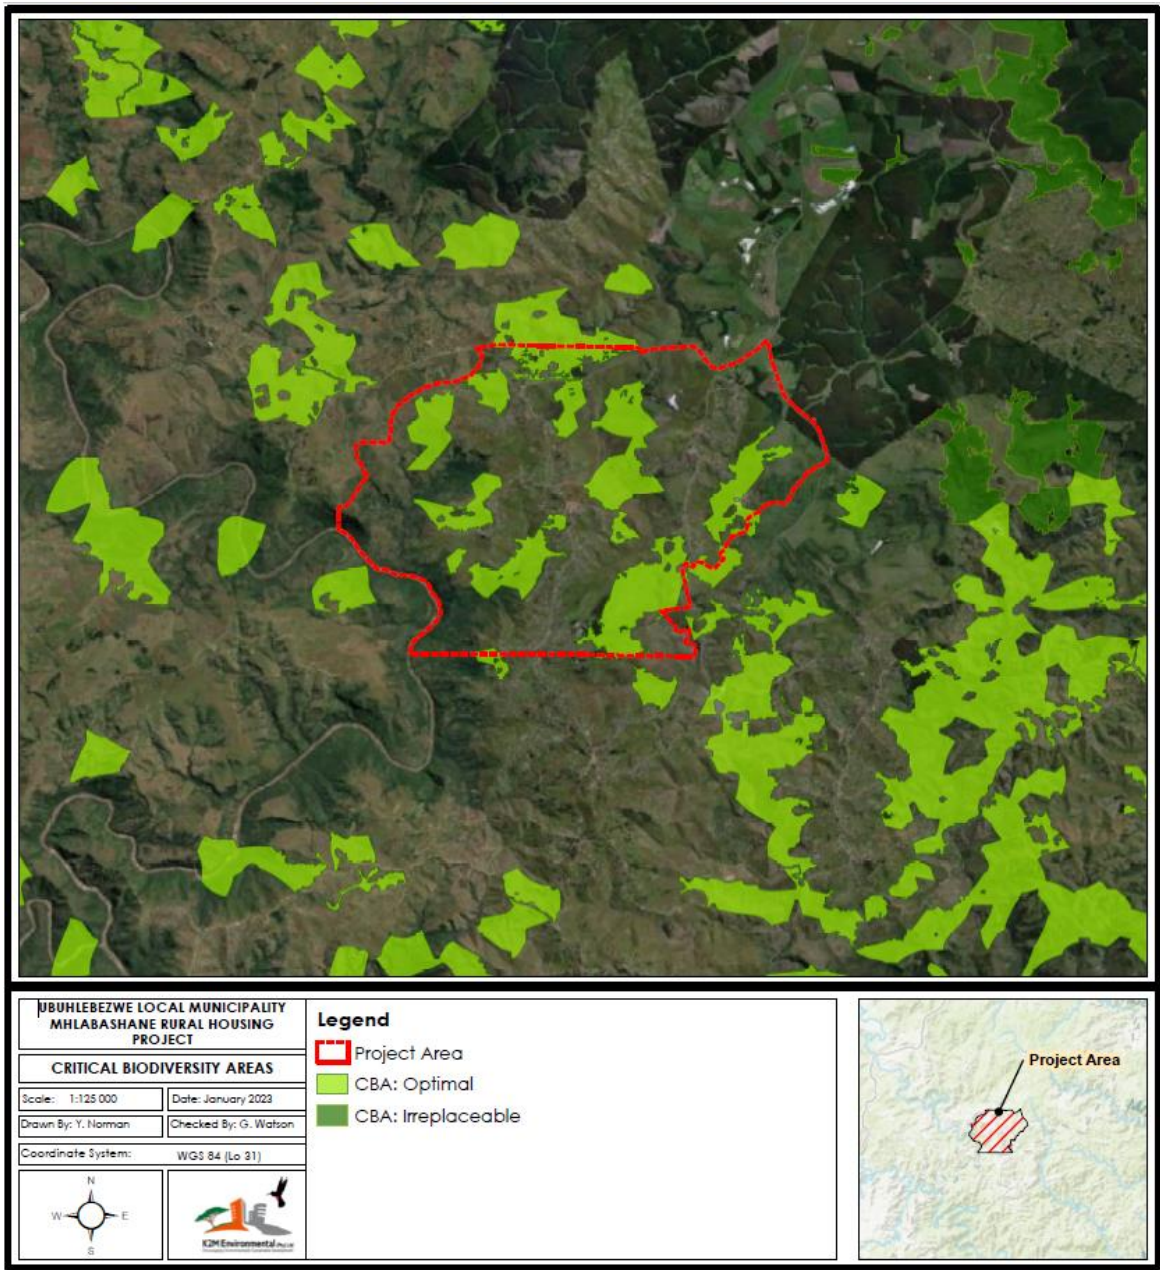 UBUHLEBEZWE LOCAL MUNICIPALITY
MHLABASHANE RURAL HOUSING
PROJECT
CRITICAL BIODIVERSITY AREAS
Scale: 1:125 000
Date: January 2023
Drawn By: Y. Norman
Checked By: G. Watson
Coordinate System: WGS 84 (Lo 31)
N
W E
S
K2M Environmental
Legend
Project Area
CBA: Optimal
CBA: Irreplaceable
Project Area